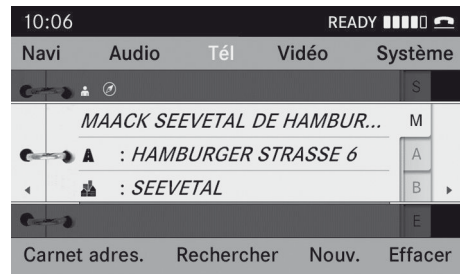 10:06 READY
Navi Audio Tél Vidéo Système
S
MAACK SEEVETAL DE HAMBUR... M
A : HAMBURGER STRASSE 6 A
: SEEVETAL B
E
Carnet adres. Rechercher Nouv. Effacer